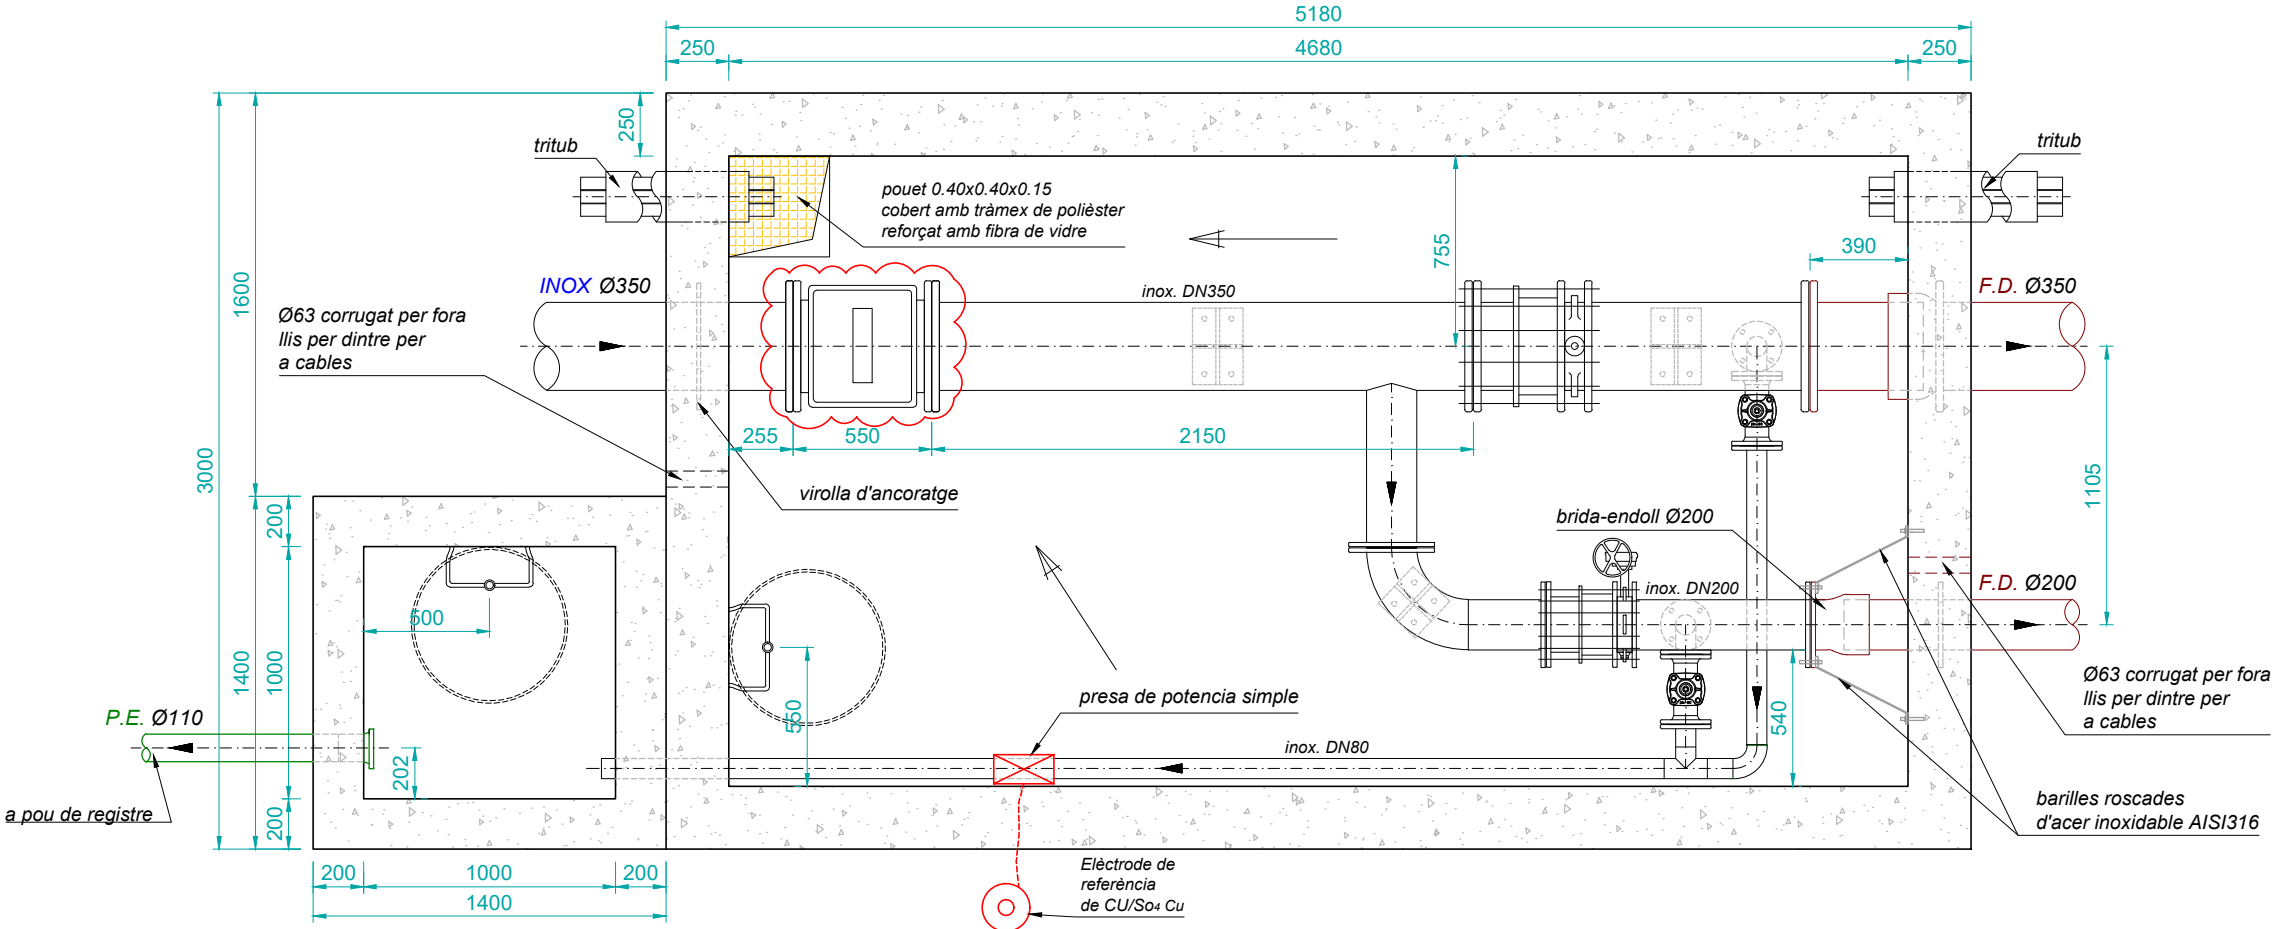 5180
250
4680
250
250
tritub
tritub
pouet 0.40x0.40x0.15
cobert amb tràmex de polièster
reforçat amb fibra de vidre
755
390
1600
INOX Ø350
inox. DN350
F.D. Ø350
Ø63 corrugat per fora
llis per dintre per
a cables
3000
255
550
2150
virolla d'ancoratge
1105
200
brida-endoll Ø200
inox. DN200
F.D. Ø200
500
1400
1000
550
540
presa de potencia simple
Ø63 corrugat per fora
llis per dintre per
a cables
P.E. Ø110
inox. DN80
202
a pou de registre
200
barilles roscades
d'acer inoxidable AISI316
200
1000
200
1400
Elèctrode de
referència
de CU/So4 Cu